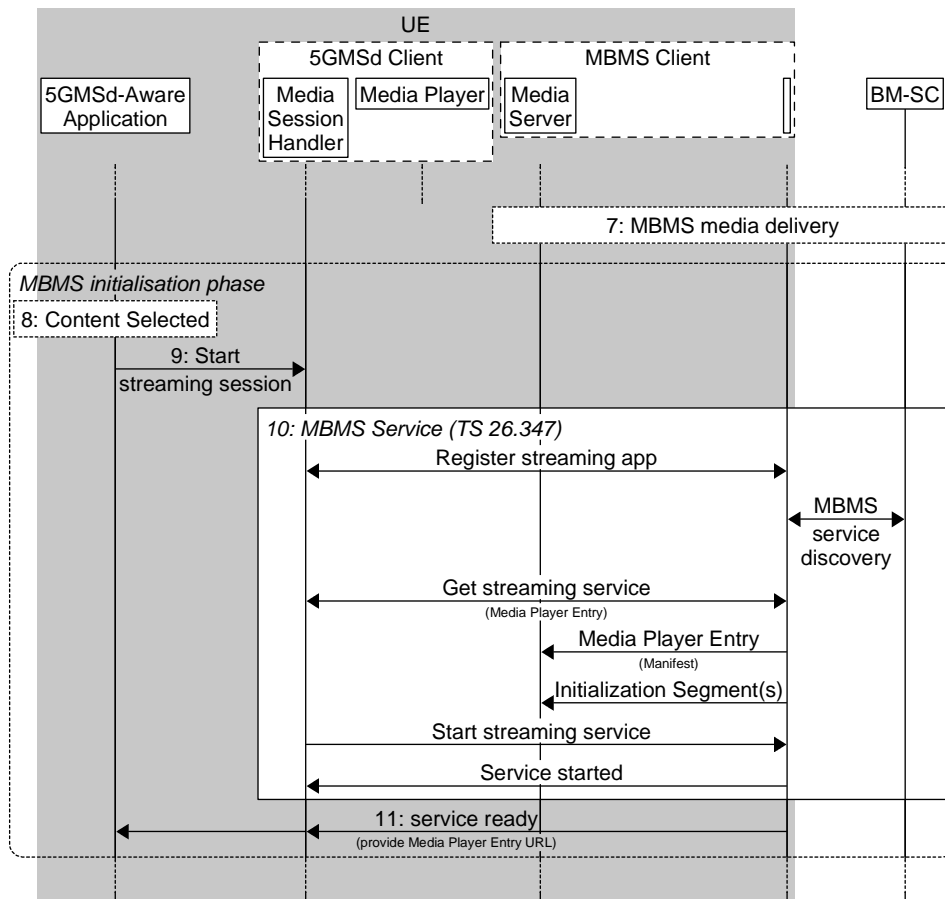 UE
5GMSd Client
MBMS Client
5GMSd-Aware
Application
Media
Session
Handler
Media Player
Media
Server
BM-SC
7: MBMS media delivery
MBMS initialisation phase
8: Content Selected
9: Start
streaming session
10: MBMS Service (TS 26.347)
Register streaming app
MBMS
service
discovery
Get streaming service
(Media Player Entry)
Media Player Entry
(Manifest)
Initialization Segment(s)
Start streaming service
Service started
11: service ready
(provide Media Player Entry URL)